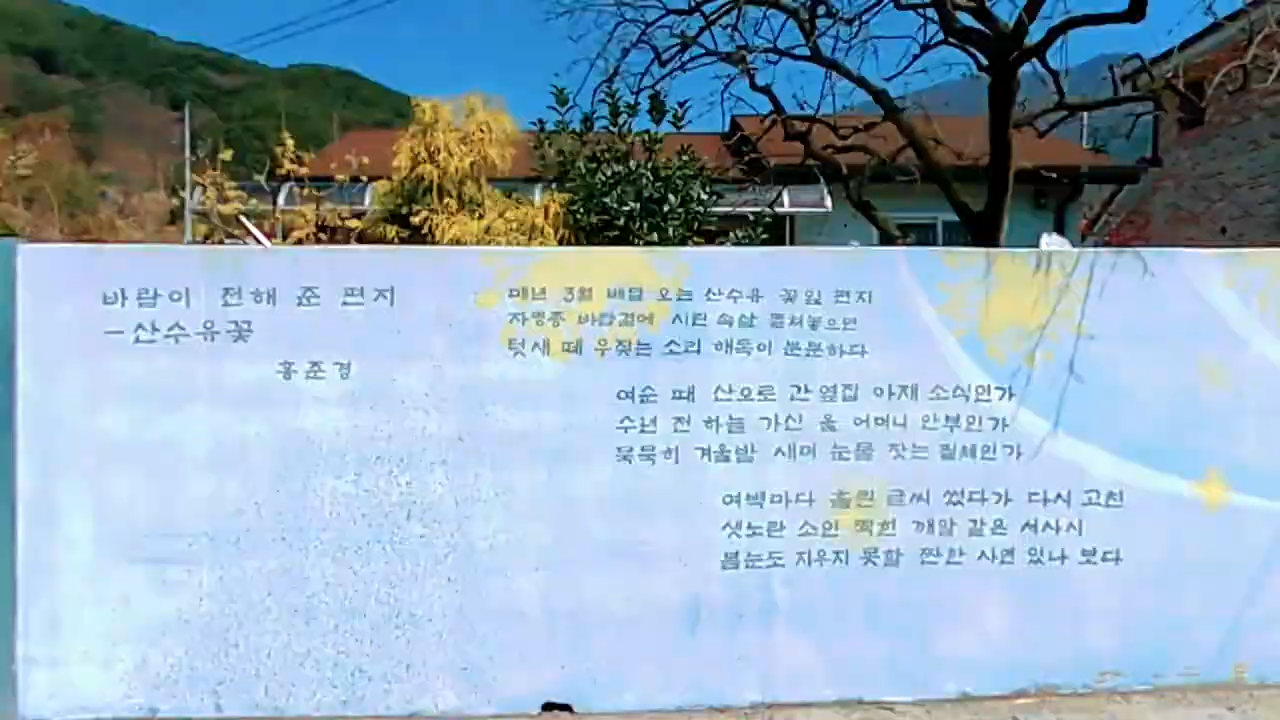 바람이 전해 준 편지
-산수유꽃
홍준경
매년 3월 배달 오는 산수유 꽃잎 편지
자명종 바람결에 시린 속살 펼쳐놓으면
텃새 떼 우짖는 소리 해독이 분분하다
여순 때 산으로 간 옆집 아재 소식인가
수년 전 하늘 가신 울 어머니 안부인가
묵묵히 겨울밤 새며 눈물 찻는 필체인가
여백마다 흘린 글씨 썼다가 다시 고친
샛노란 소인 찍힌 깨알 같은 서사시
봄눈도 지우지 못할 짠한 사연 있나 보다